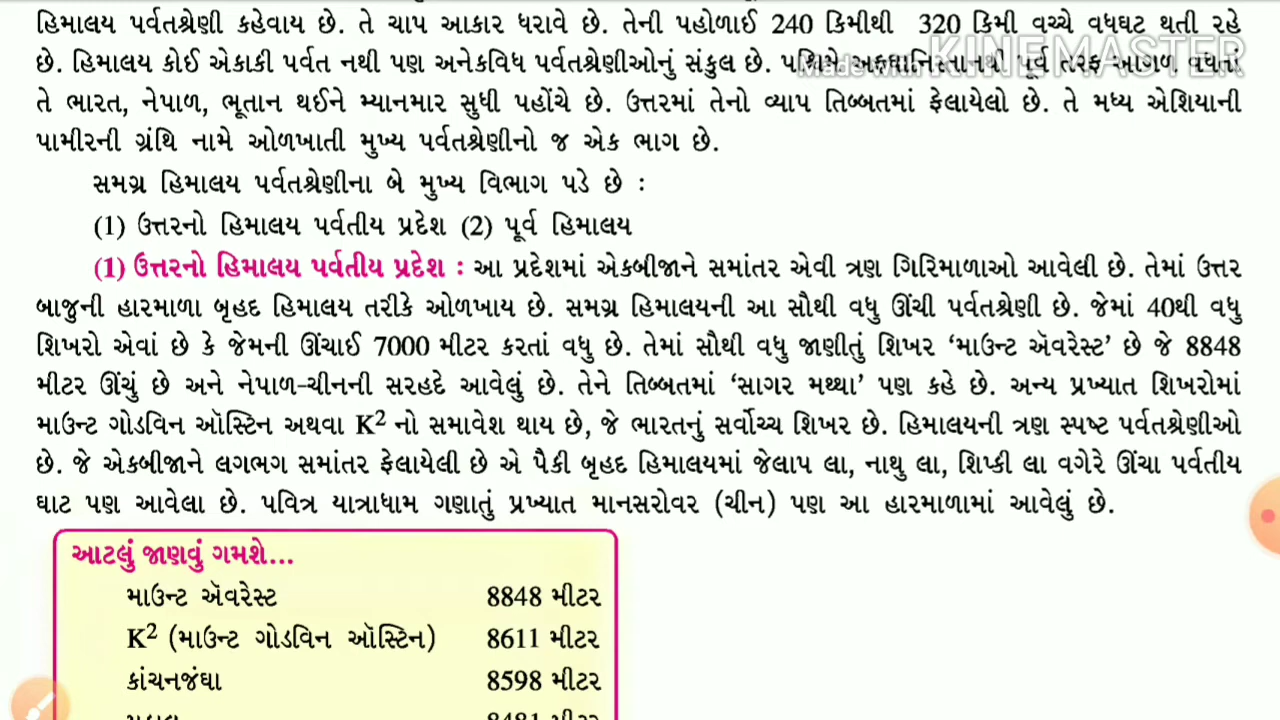 હિમાલય પર્વતશ્રેણી કહેવાય છે. તે ચાપ આકાર ધરાવે છે. તેની પહોળાઈ 240 કિમીથી 320 કિમી વચ્ચે વધઘટ થતી રહે
Made with KINEMASTER
છે. હિમાલય કોઈ એકાકી પર્વત નથી પણ અનેકવિધ પર્વતશ્રેણીઓનું સંકુલ છે. પશ્ચિમે અફઘાનિસ્તાનથી પૂર્વ તરફ આગળ વધતાં
તે ભારત, નેપાળ, ભૂતાન થઈને મ્યાનમાર સુધી પહોંચે છે. ઉત્તરમાં તેનો વ્યાપ તિબ્બતમાં ફેલાયેલો છે. તે મધ્ય એશિયાની
પામીરની ગ્રંથિ નામે ઓળખાતી મુખ્ય પર્વતશ્રેણીનો જ એક ભાગ છે.
સમગ્ર હિમાલય પર્વતશ્રેણીના બે મુખ્ય વિભાગ પડે છે :
(1) ઉત્તરનો હિમાલય પર્વતીય પ્રદેશ (2) પૂર્વ હિમાલય
(1) ઉત્તરનો હિમાલય પર્વતીય પ્રદેશ : આ પ્રદેશમાં એકબીજાને સમાંતર એવી ત્રણ ગિરિમાળાઓ આવેલી છે. તેમાં ઉત્તર
બાજુની હારમાળા બૃહદ હિમાલય તરીકે ઓળખાય છે. સમગ્ર હિમાલયની આ સૌથી વધુ ઊંચી પર્વતશ્રેણી છે. જેમાં 40થી વધુ
શિખરો એવાં છે કે જેમની ઊંચાઈ 7000 મીટર કરતાં વધુ છે. તેમાં સૌથી વધુ જાણીતું શિખર ‘માઉન્ટ ઍવરેસ્ટ’ છે જે 8848
મીટર ઊંચું છે અને નેપાળ-ચીનની સરહદે આવેલું છે. તેને તિબ્બતમાં ‘સાગર મથ્થા’ પણ કહે છે. અન્ય પ્રખ્યાત શિખરોમાં
માઉન્ટ ગોડવિન ઑસ્ટિન અથવા K² નો સમાવેશ થાય છે, જે ભારતનું સર્વોચ્ચ શિખર છે. હિમાલયની ત્રણ સ્પષ્ટ પર્વતશ્રેણીઓ
છે. જે એકબીજાને લગભગ સમાંતર ફેલાયેલી છે એ પૈકી બૃહદ હિમાલયમાં જેલાપ લા, નાથુ લા, શિપ્કી લા વગેરે ઊંચા પર્વતીય
ઘાટ પણ આવેલા છે. પવિત્ર યાત્રાધામ ગણાતું પ્રખ્યાત માનસરોવર (ચીન) પણ આ હારમાળામાં આવેલું છે.
આટલું જાણવું ગમશે...
માઉન્ટ ઍવરેસ્ટ 8848 મીટર
K² (માઉન્ટ ગોડવિન ઑસ્ટિન) 8611 મીટર
કાંચનજંઘા 8598 મીટર